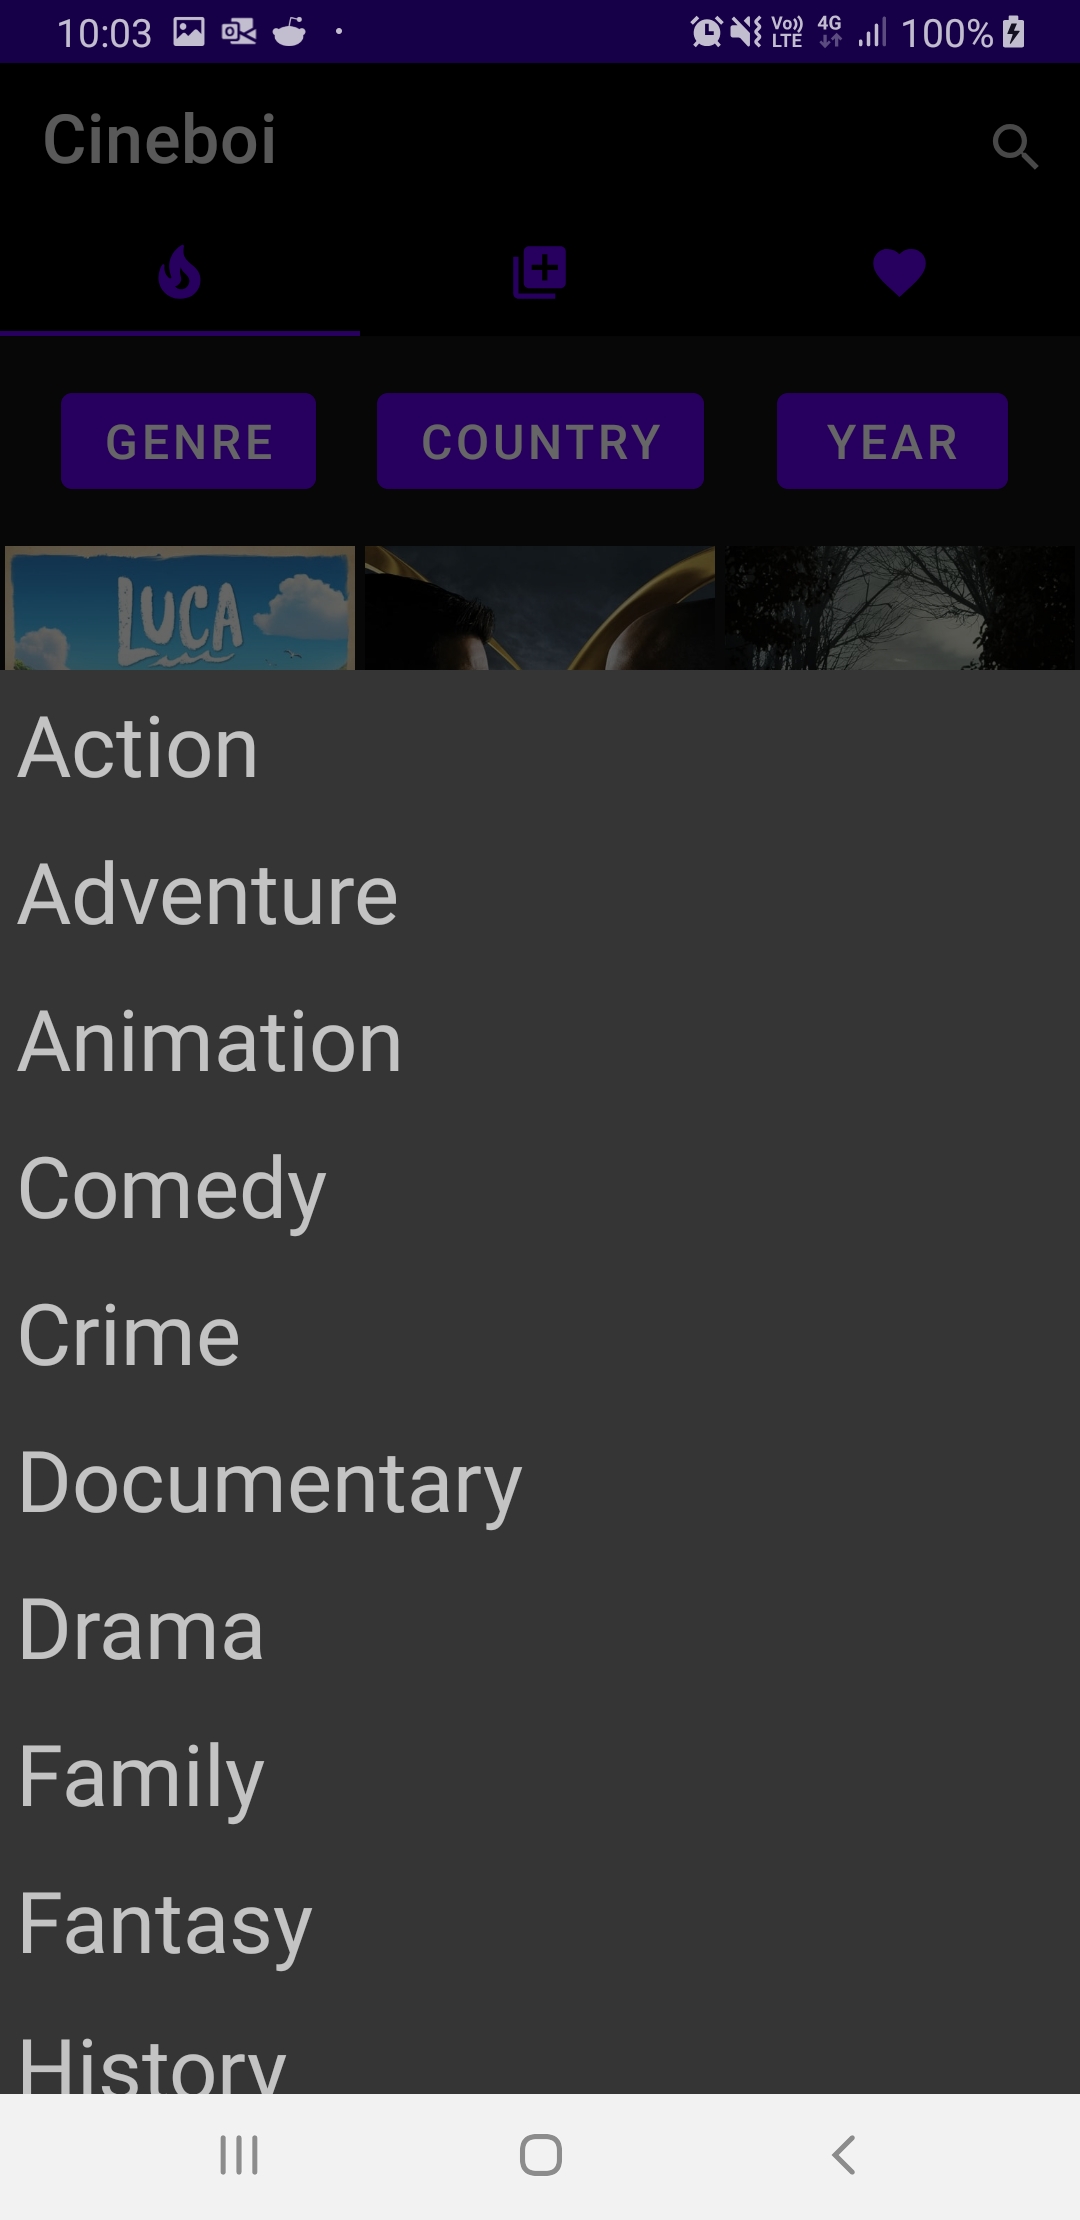 10:03 Vo)) LTE 4G 100%
Cineboi
GENRE COUNTRY YEAR
LUCA
Action
Adventure
Animation
Comedy
Crime
Documentary
Drama
Family
Fantasy
History